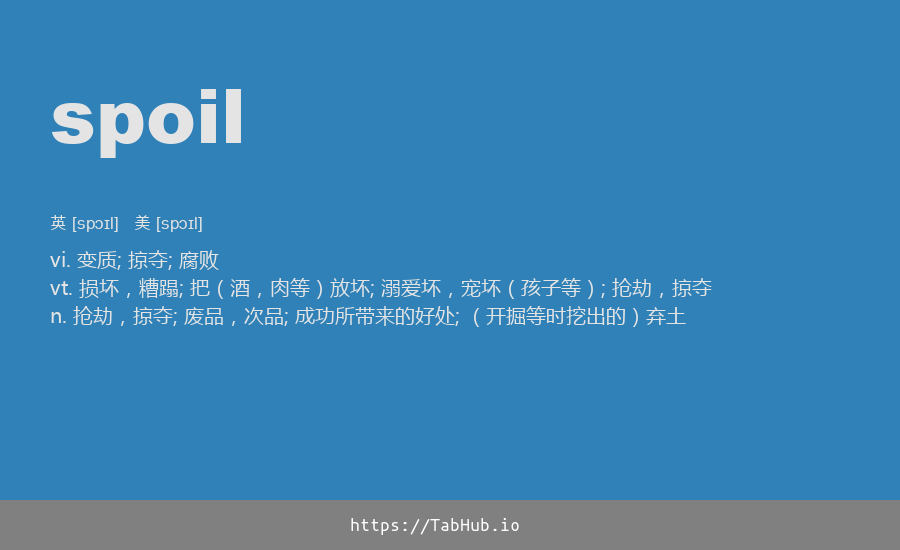 spoil
英 [spɔɪl] 美 [spɔɪl]
vi. 变质; 掠夺; 腐败
vt. 损坏，糟蹋; 把（酒，肉等）放坏; 溺爱坏，宠坏（孩子等）; 抢劫，掠夺
n. 抢劫，掠夺; 废品，次品; 成功所带来的好处; （开掘等时挖出的）弃土
https://TabHub.io